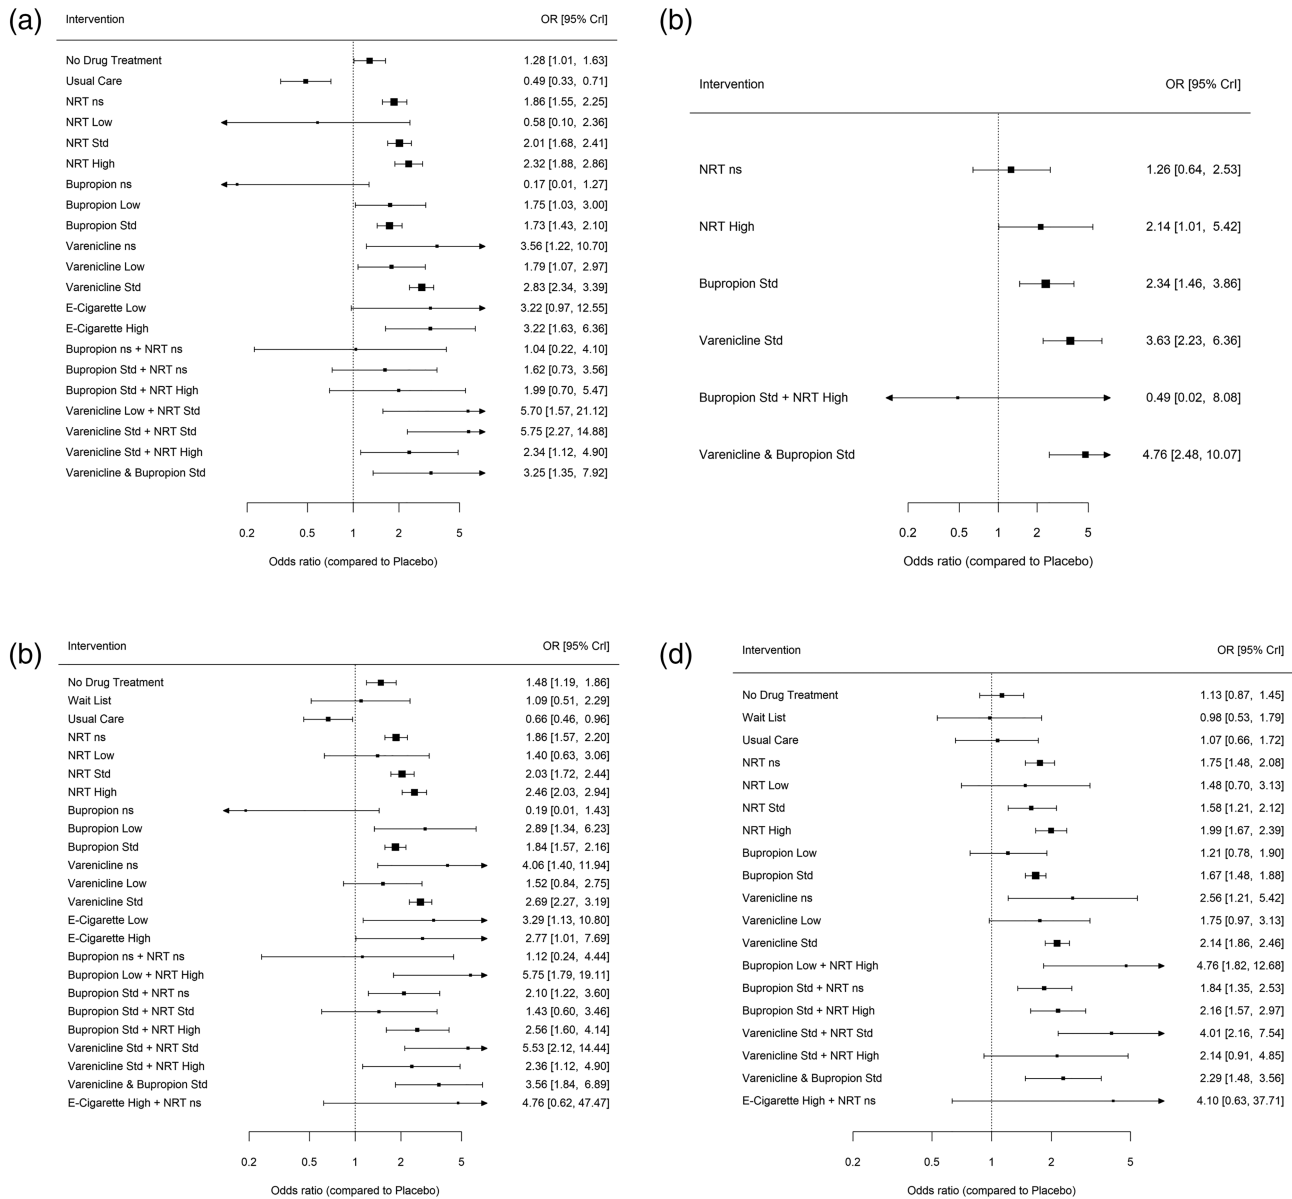 (a)
Intervention OR [95% CrI]
No Drug Treatment 1.28 [1.01, 1.63]
Usual Care 0.49 [0.33, 0.71]
NRT ns 1.86 [1.55, 2.25]
NRT Low 0.58 [0.10, 2.36]
NRT Std 2.01 [1.68, 2.41]
NRT High 2.32 [1.88, 2.86]
Bupropion ns 0.17 [0.01, 1.27]
Bupropion Low 1.75 [1.03, 3.00]
Bupropion Std 1.73 [1.43, 2.10]
Varenicline ns 3.56 [1.22, 10.70]
Varenicline Low 1.79 [1.07, 2.97]
Varenicline Std 2.83 [2.34, 3.39]
E-Cigarette Low 3.22 [0.97, 12.55]
E-Cigarette High 3.22 [1.63, 6.36]
Bupropion ns + NRT ns 1.04 [0.22, 4.10]
Bupropion Std + NRT ns 1.62 [0.73, 3.56]
Bupropion Std + NRT High 1.99 [0.70, 5.47]
Varenicline Low + NRT Std 5.70 [1.57, 21.12]
Varenicline Std + NRT Std 5.75 [2.27, 14.88]
Varenicline Std + NRT High 2.34 [1.12, 4.90]
Varenicline & Bupropion Std 3.25 [1.35, 7.92]
0.2 0.5 1 2 5
Odds ratio (compared to Placebo)
(b)
Intervention OR [95% CrI]
NRT ns 1.26 [0.64, 2.53]
NRT High 2.14 [1.01, 5.42]
Bupropion Std 2.34 [1.46, 3.86]
Varenicline Std 3.63 [2.23, 6.36]
Bupropion Std + NRT High 0.49 [0.02, 8.08]
Varenicline & Bupropion Std 4.76 [2.48, 10.07]
0.2 0.5 1 2 5
Odds ratio (compared to Placebo)
(b)
Intervention OR [95% CrI]
No Drug Treatment 1.48 [1.19, 1.86]
Wait List 1.09 [0.51, 2.29]
Usual Care 0.66 [0.46, 0.96]
NRT ns 1.86 [1.57, 2.20]
NRT Low 1.40 [0.63, 3.06]
NRT Std 2.03 [1.72, 2.44]
NRT High 2.46 [2.03, 2.94]
Bupropion ns 0.19 [0.01, 1.43]
Bupropion Low 2.89 [1.34, 6.23]
Bupropion Std 1.84 [1.57, 2.16]
Varenicline ns 4.06 [1.40, 11.94]
Varenicline Low 1.52 [0.84, 2.75]
Varenicline Std 2.69 [2.27, 3.19]
E-Cigarette Low 3.29 [1.13, 10.80]
E-Cigarette High 2.77 [1.01, 7.69]
Bupropion ns + NRT ns 1.12 [0.24, 4.44]
Bupropion Low + NRT High 5.75 [1.79, 19.11]
Bupropion Std + NRT ns 2.10 [1.22, 3.60]
Bupropion Std + NRT Std 1.43 [0.60, 3.46]
Bupropion Std + NRT High 2.56 [1.60, 4.14]
Varenicline Std + NRT Std 5.53 [2.12, 14.44]
Varenicline Std + NRT High 2.36 [1.12, 4.90]
Varenicline & Bupropion Std 3.56 [1.84, 6.89]
E-Cigarette High + NRT ns 4.76 [0.62, 47.47]
0.2 0.5 1 2 5
Odds ratio (compared to Placebo)
(d)
Intervention OR [95% CrI]
No Drug Treatment 1.13 [0.87, 1.45]
Wait List 0.98 [0.53, 1.79]
Usual Care 1.07 [0.66, 1.72]
NRT ns 1.75 [1.48, 2.08]
NRT Low 1.48 [0.70, 3.13]
NRT Std 1.58 [1.21, 2.12]
NRT High 1.99 [1.67, 2.39]
Bupropion Low 1.21 [0.78, 1.90]
Bupropion Std 1.67 [1.48, 1.88]
Varenicline ns 2.56 [1.21, 5.42]
Varenicline Low 1.75 [0.97, 3.13]
Varenicline Std 2.14 [1.86, 2.46]
Bupropion Low + NRT High 4.76 [1.82, 12.68]
Bupropion Std + NRT ns 1.84 [1.35, 2.53]
Bupropion Std + NRT High 2.16 [1.57, 2.97]
Varenicline Std + NRT Std 4.01 [2.16, 7.54]
Varenicline Std + NRT High 2.14 [0.91, 4.85]
Varenicline & Bupropion Std 2.29 [1.48, 3.56]
E-Cigarette High + NRT ns 4.10 [0.63, 37.71]
0.2 0.5 1 2 5
Odds ratio (compared to Placebo)